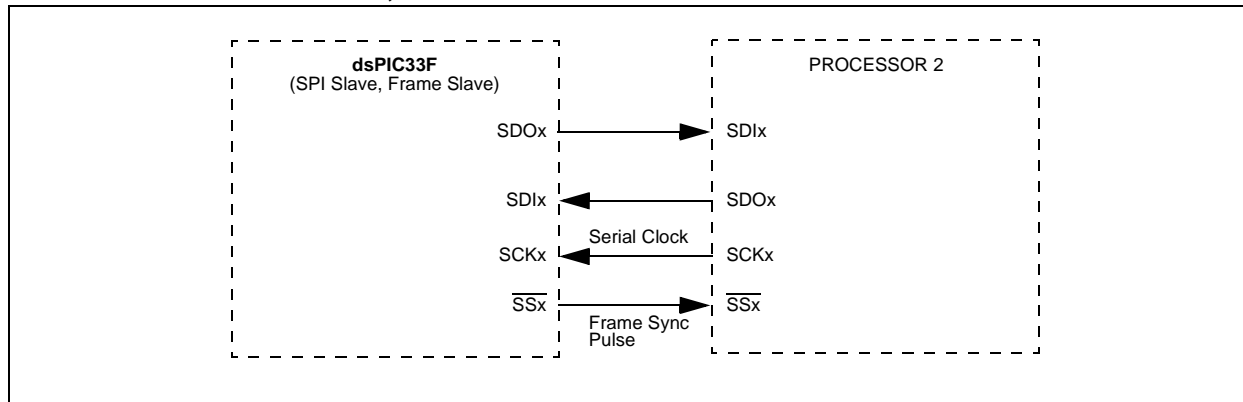 dsPIC33F
(SPI Slave, Frame Slave)
PROCESSOR 2
SDOx
SDIx
SDIx
SDOx
Serial Clock
SCKx
SCKx
SSx
SSx
Frame Sync
Pulse